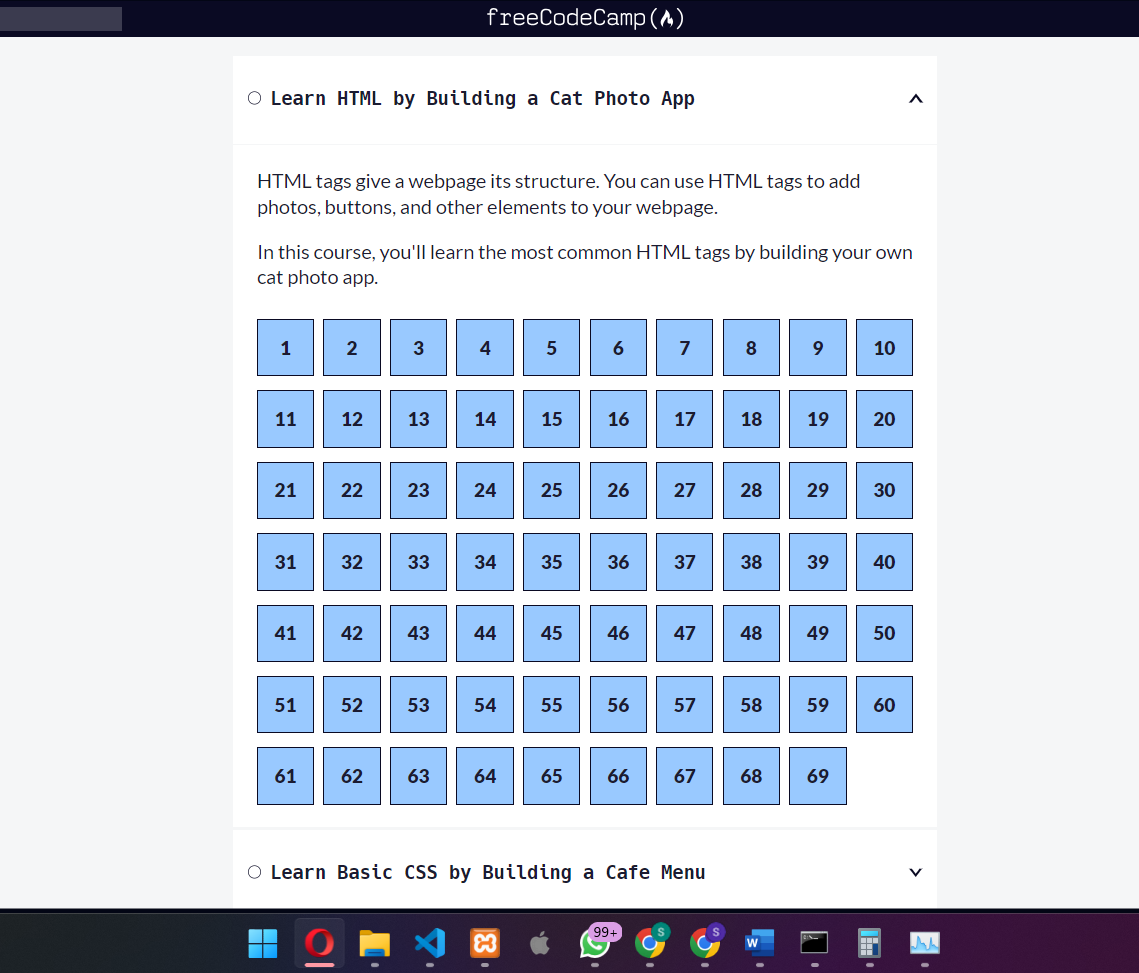 freeCodeCamp(🔥)
Learn HTML by Building a Cat Photo App
HTML tags give a webpage its structure. You can use HTML tags to add
photos, buttons, and other elements to your webpage.
In this course, you'll learn the most common HTML tags by building your own
cat photo app.
1 2 3 4 5 6 7 8 9 10
11 12 13 14 15 16 17 18 19 20
21 22 23 24 25 26 27 28 29 30
31 32 33 34 35 36 37 38 39 40
41 42 43 44 45 46 47 48 49 50
51 52 53 54 55 56 57 58 59 60
61 62 63 64 65 66 67 68 69
Learn Basic CSS by Building a Cafe Menu
99+ S S
W